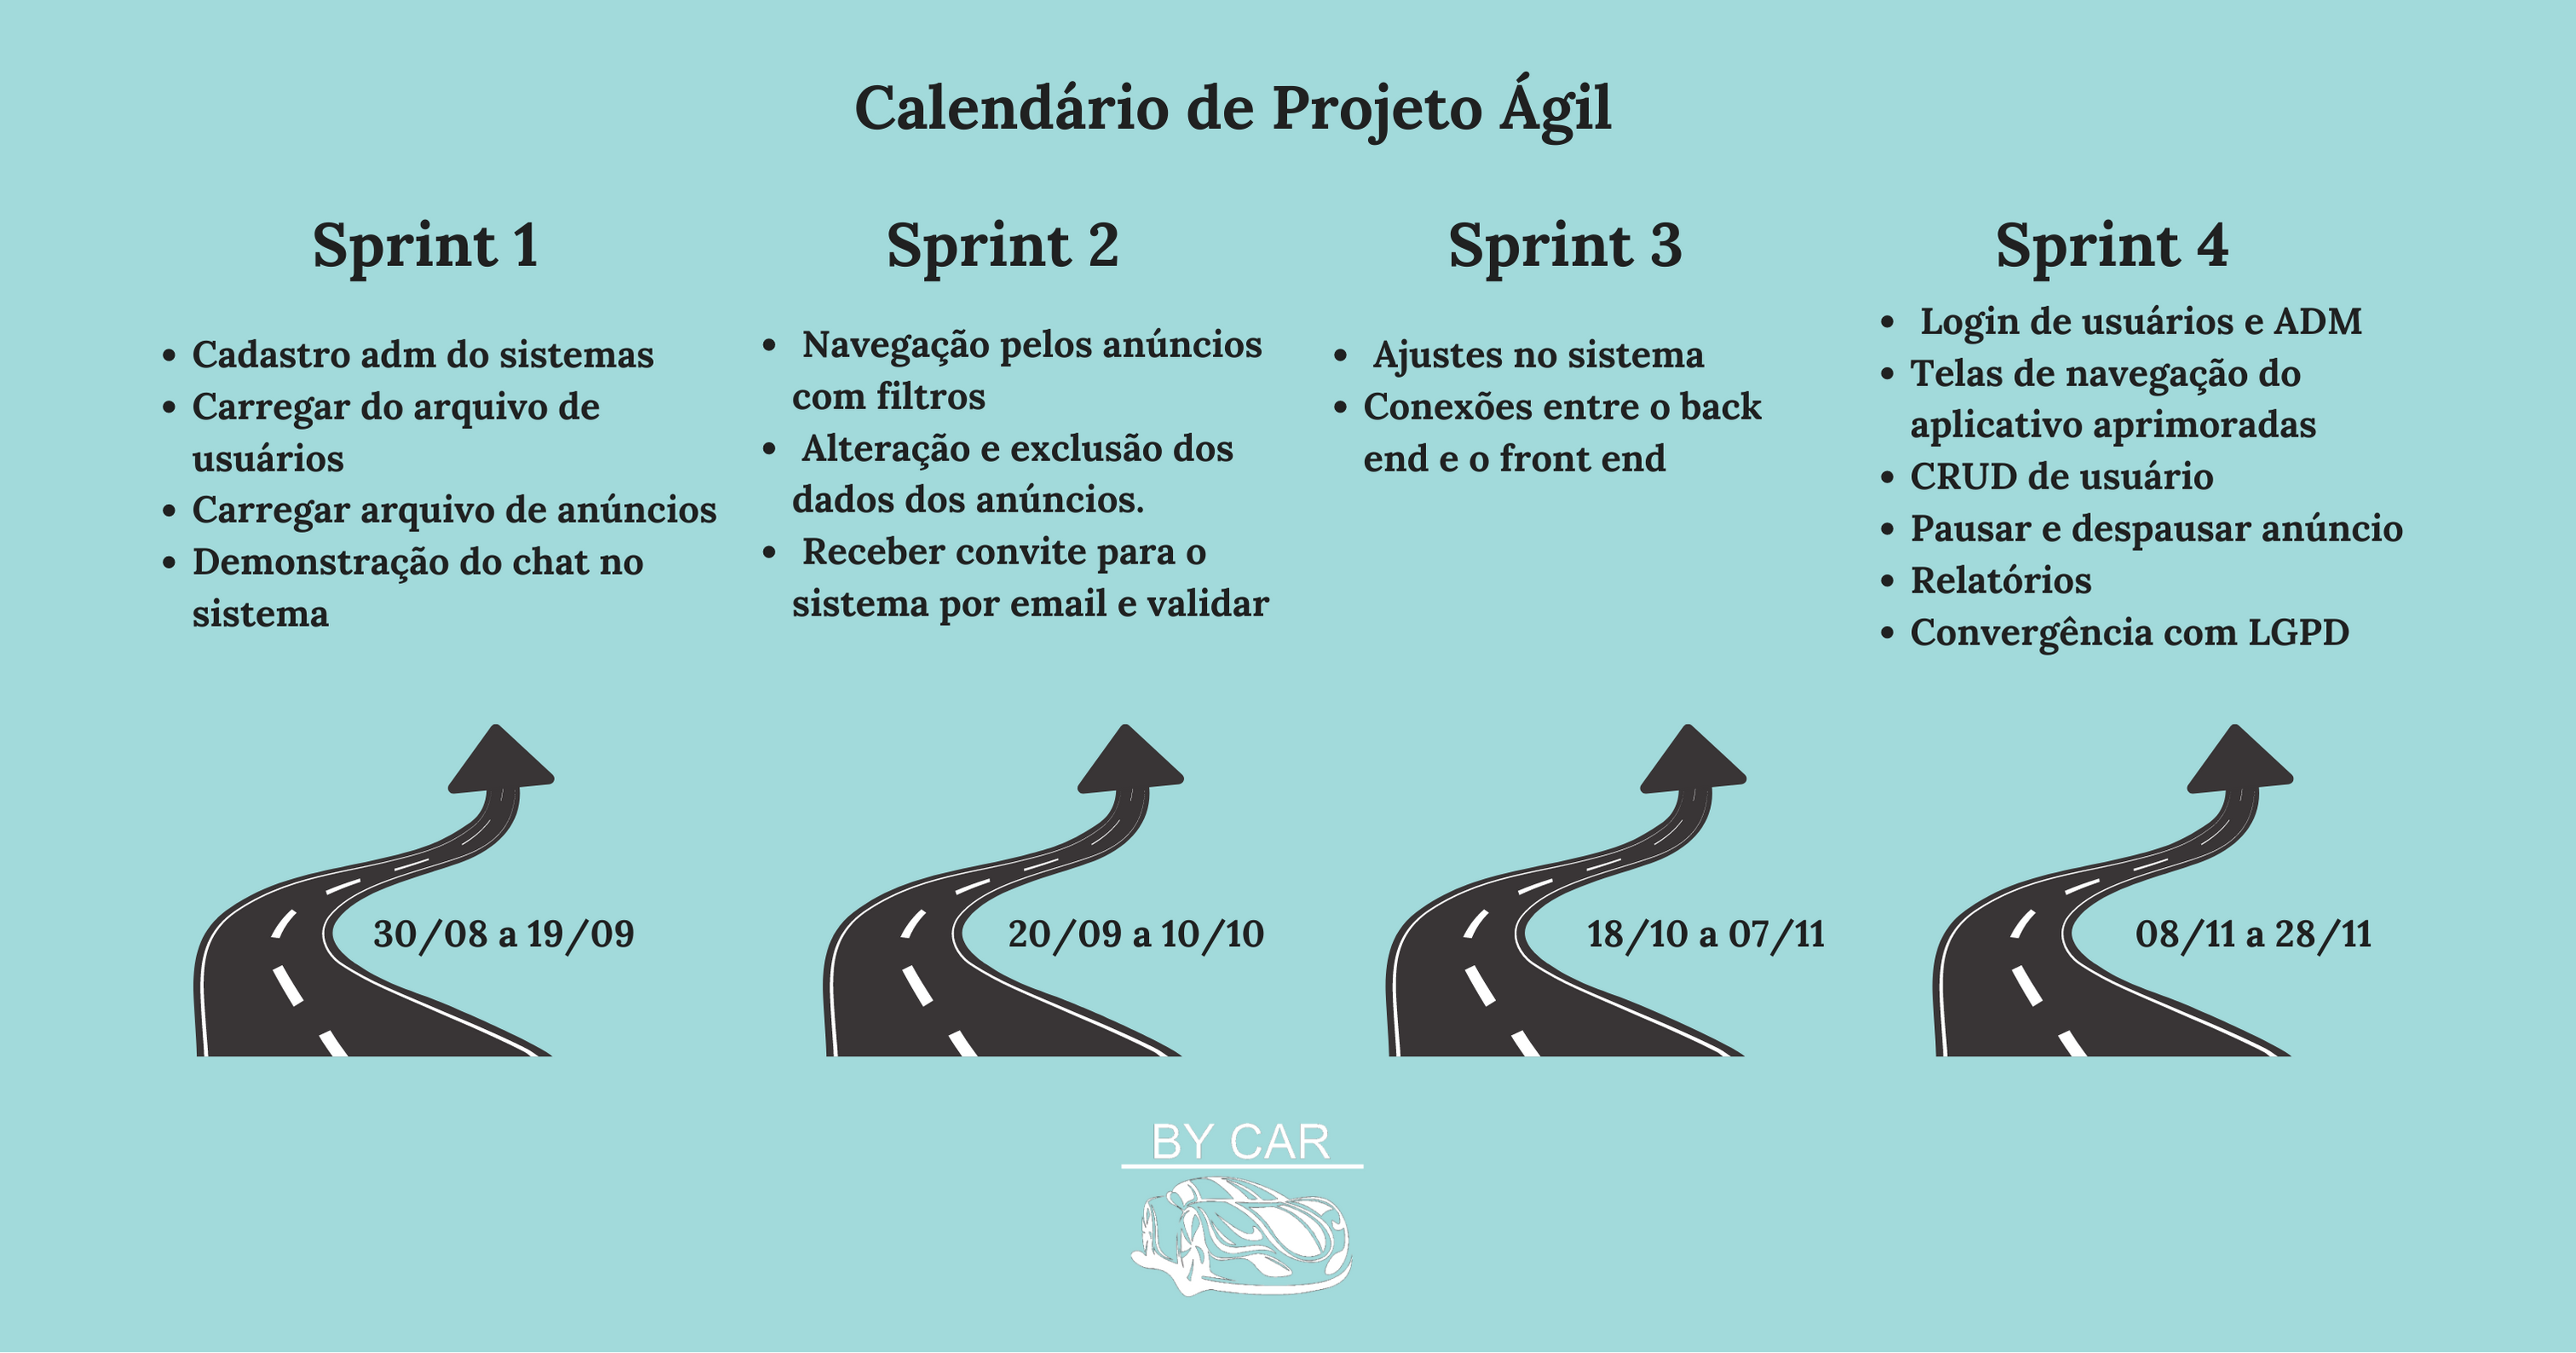 Calendário de Projeto Ágil
Sprint 1
• Cadastro adm do sistemas
• Carregar do arquivo de
usuários
• Carregar arquivo de anúncios
• Demonstração do chat no
sistema
30/08 a 19/09
Sprint 2
• Navegação pelos anúncios
com filtros
• Alteração e exclusão dos
dados dos anúncios.
• Receber convite para o
sistema por email e validar
20/09 a 10/10
Sprint 3
• Ajustes no sistema
• Conexões entre o back
end e o front end
18/10 a 07/11
Sprint 4
• Login de usuários e ADM
• Telas de navegação do
aplicativo aprimoradas
• CRUD de usuário
• Pausar e despausar anúncio
• Relatórios
• Convergência com LGPD
08/11 a 28/11
BY CAR